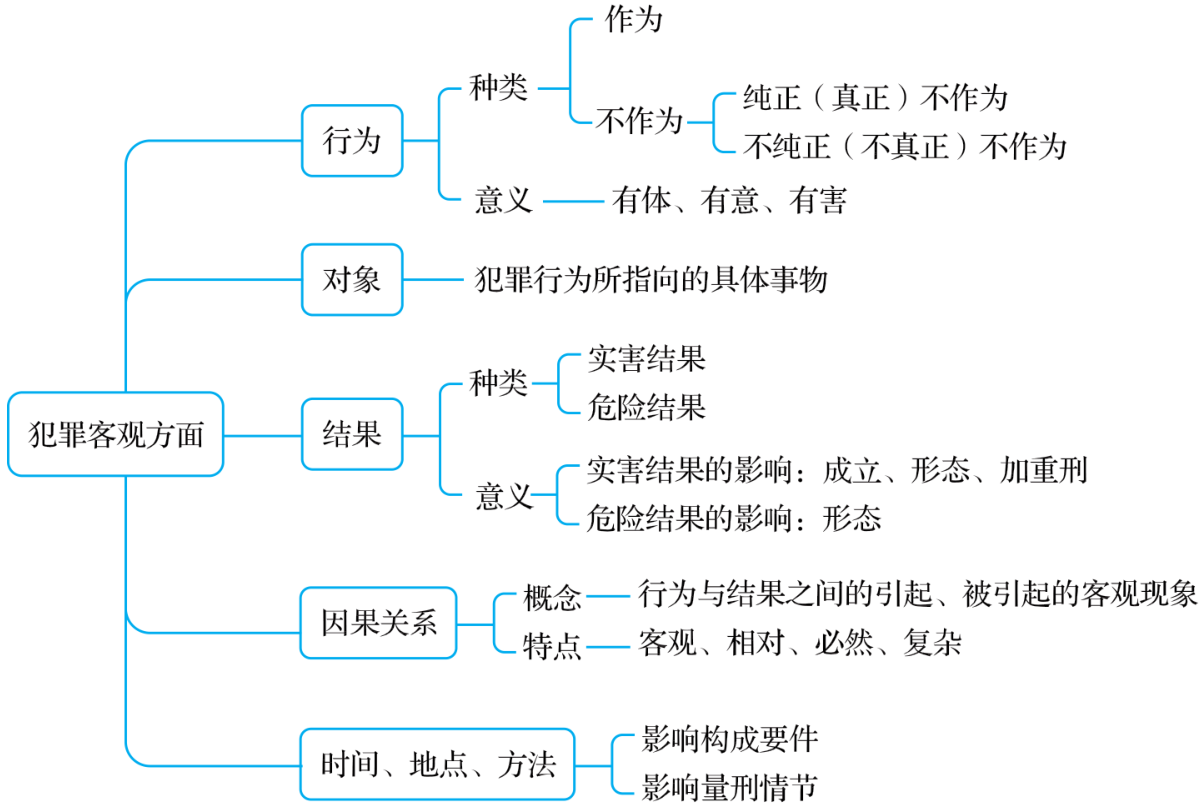 犯罪客观方面
行为
种类
作为
不作为
纯正（真正）不作为
不纯正（不真正）不作为
意义
有体、有意、有害
对象
犯罪行为所指向的具体事物
结果
种类
实害结果
危险结果
意义
实害结果的影响：成立、形态、加重刑
危险结果的影响：形态
因果关系
概念
行为与结果之间的引起、被引起的客观现象
特点
客观、相对、必然、复杂
时间、地点、方法
影响构成要件
影响量刑情节